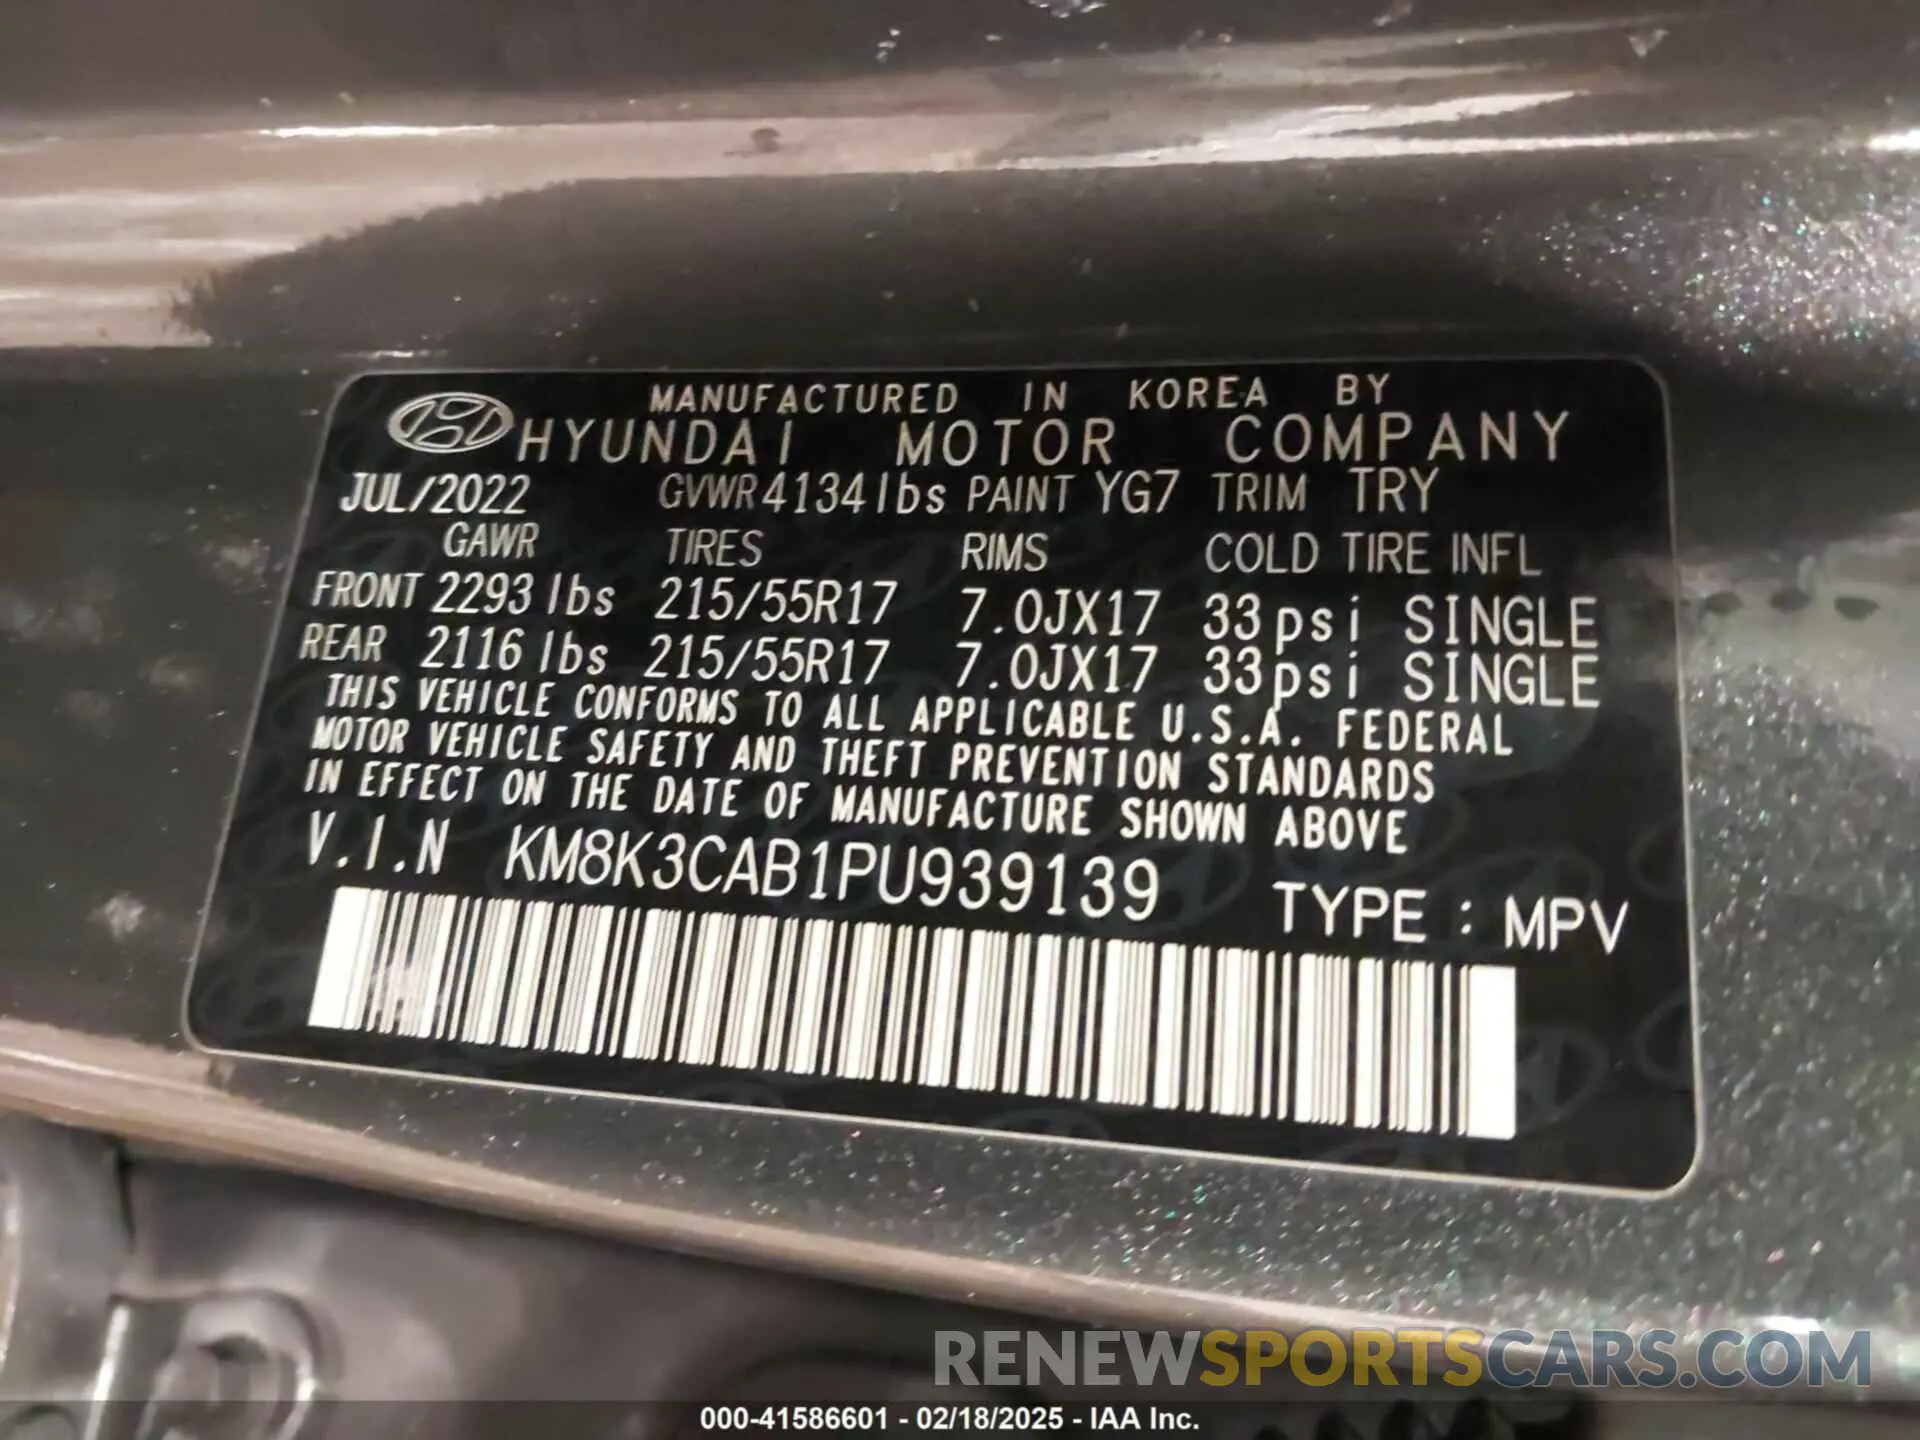 MANUFACTURED IN KOREA BY
HYUNDAI MOTOR COMPANY
JUL/2022 GVWR 4134 lbs PAINT YG7 TRIM TRY
GAWR TIRES RIMS COLD TIRE INFL
FRONT 2293 lbs 215/55R17 7.0JX17 33psi SINGLE
REAR 2116 lbs 215/55R17 7.0JX17 33psi SINGLE
THIS VEHICLE CONFORMS TO ALL APPLICABLE U.S.A. FEDERAL
MOTOR VEHICLE SAFETY AND THEFT PREVENTION STANDARDS
IN EFFECT ON THE DATE OF MANUFACTURE SHOWN ABOVE
V.I.N KM8K3CAB1PU939139
TYPE : MPV
RENEWSPORTSCARS.COM
000-41586601 - 02/18/2025 - IAA Inc.